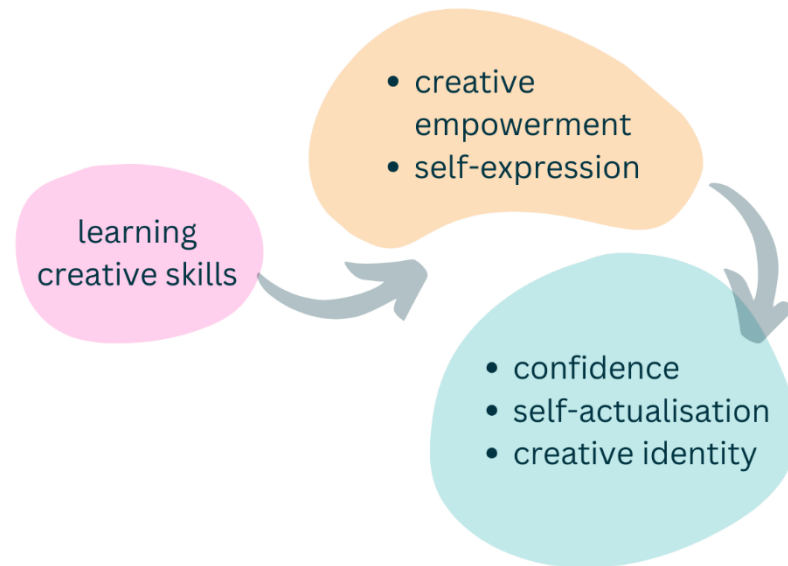 learning
creative skills
• creative
empowerment
• self-expression
• confidence
• self-actualisation
• creative identity